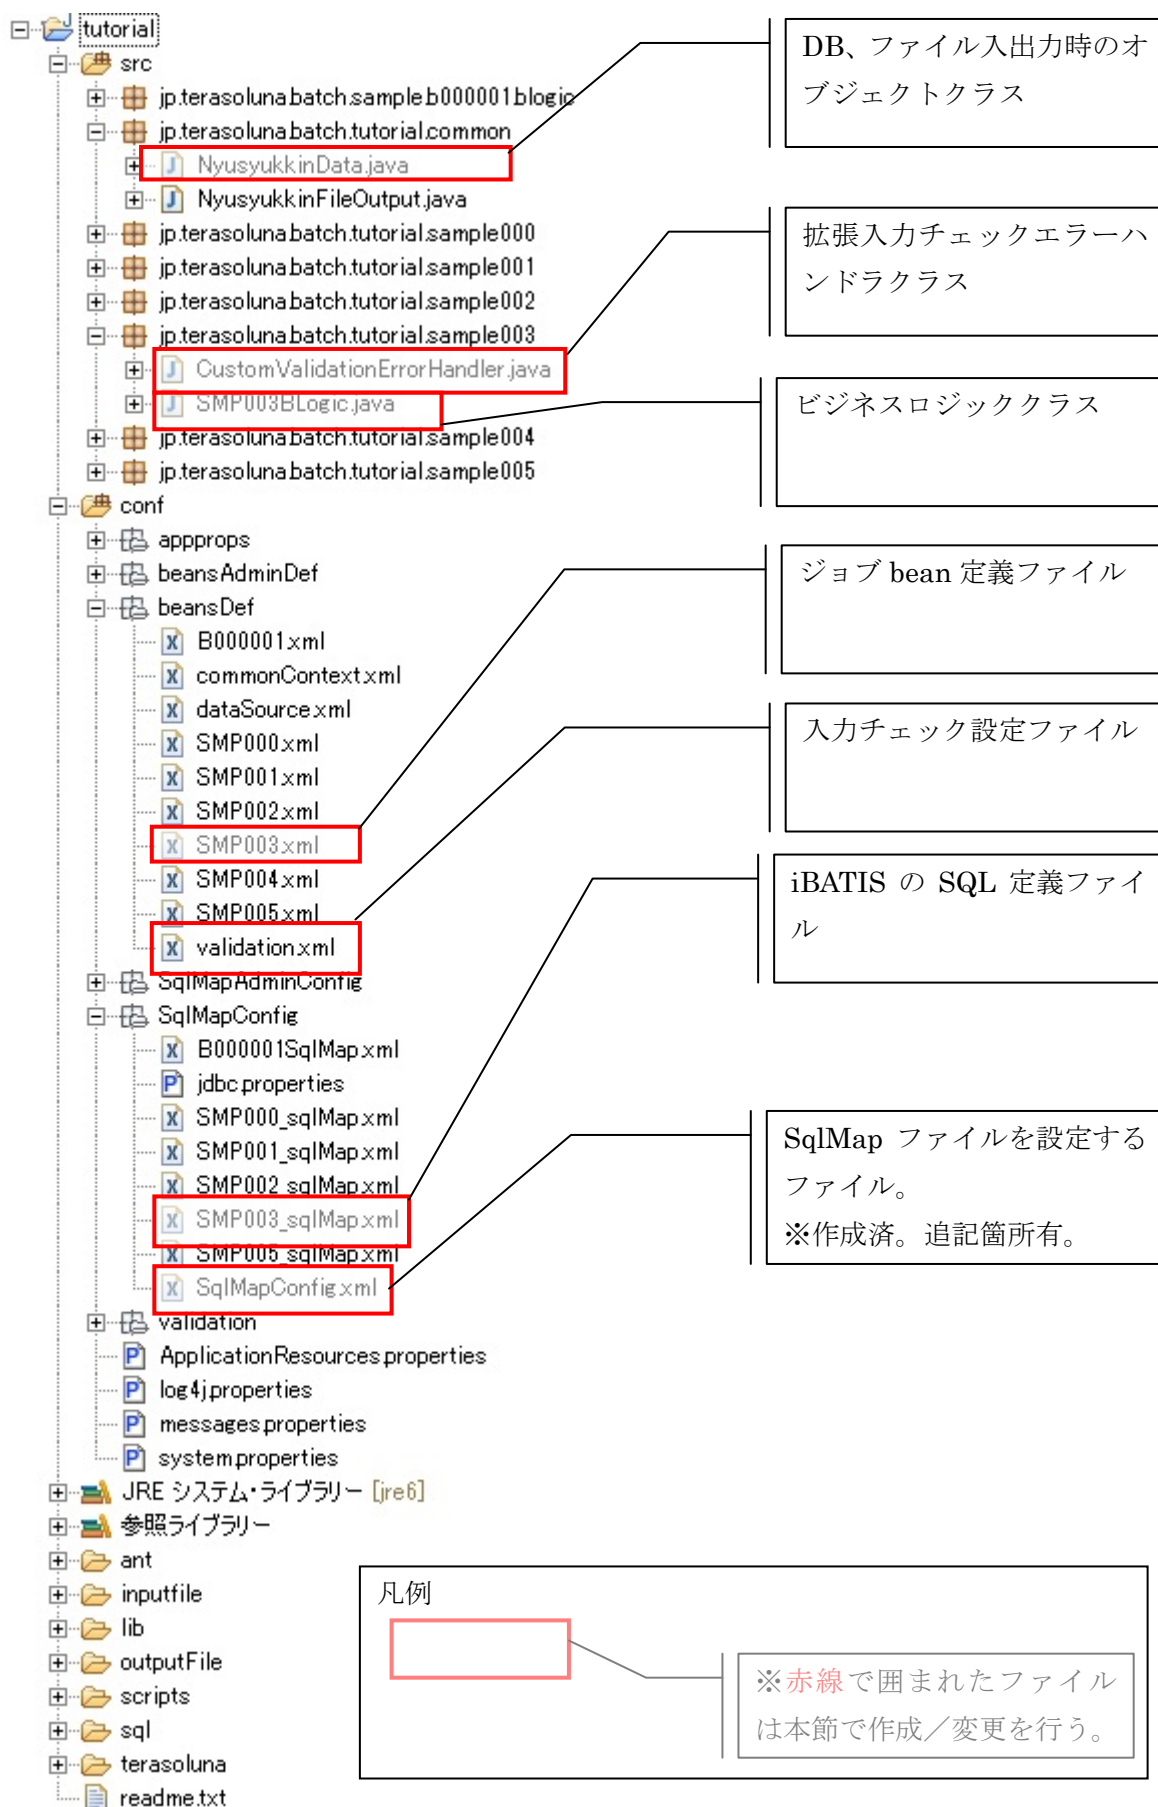 tutorial
src
jp.terasoluna.batch.sample.b000001.blogic
jp.terasoluna.batch.tutorial.common
NyusyukkinData.java
NyusyukkinFileOutput.java
jp.terasoluna.batch.tutorial.sample000
jp.terasoluna.batch.tutorial.sample001
jp.terasoluna.batch.tutorial.sample002
jp.terasoluna.batch.tutorial.sample003
CustomValidationErrorHandler.java
SMP003BLogic.java
jp.terasoluna.batch.tutorial.sample004
jp.terasoluna.batch.tutorial.sample005
conf
appprops
beansAdminDef
beansDef
B000001.xml
commonContext.xml
dataSource.xml
SMP000.xml
SMP001.xml
SMP002.xml
SMP003.xml
SMP004.xml
SMP005.xml
validation.xml
SqlMapAdminConfig
SqlMapConfig
B000001SqlMap.xml
jdbc.properties
SMP000_sqlMap.xml
SMP001_sqlMap.xml
SMP002_sqlMap.xml
SMP003_sqlMap.xml
SMP005_sqlMap.xml
SqlMapConfig.xml
validation
ApplicationResources.properties
log4j.properties
messages.properties
system.properties
JRE システム・ライブラリー [jre6]
参照ライブラリー
ant
inputfile
lib
outputFile
scripts
sql
terasoluna
readme.txt
DB、ファイル入出力時のオ
ブジェクトクラス
拡張入力チェックエラーハ
ンドラクラス
ビジネスロジッククラス
ジョブ bean 定義ファイル
入力チェック設定ファイル
iBATIS の SQL 定義ファイ
ル
SqlMap ファイルを設定する
ファイル。
※作成済。追記箇所有。
凡例
※赤線で囲まれたファイル
は本節で作成／変更を行う。